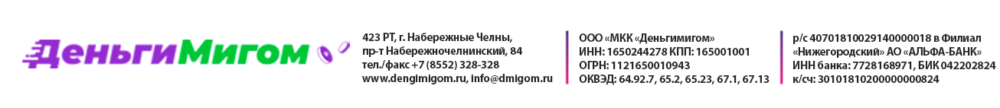 ДеньгиМигом
423 РТ, г. Набережные Челны,
пр-т Набережночелнинский, 84
тел./факс +7 (8552) 328-328
www.dengimigom.ru, info@dmigom.ru
ООО «МКК «Деньгимигом»
ИНН: 1650244278 КПП: 165001001
ОГРН: 1121650010943
ОКВЭД: 64.92.7, 65.2, 65.23, 67.1, 67.13
р/с 40701810029140000018 в Филиал
«Нижегородский» АО «АЛЬФА-БАНК»
ИНН банка: 7728168971, БИК 042202824
к/сч: 30101810200000000824